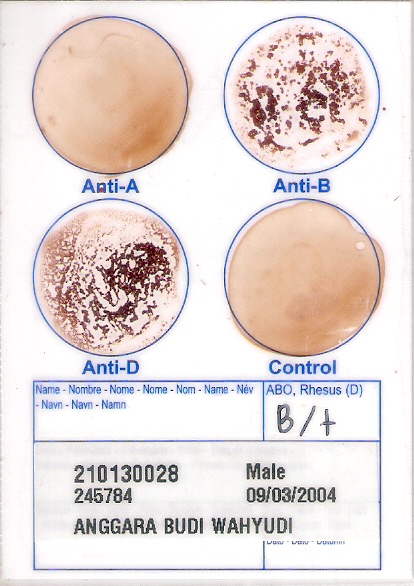 Anti-A
Anti-B
Anti-D
Control
Name - Nombre - Nome - Nome - Nom - Name - Név
- Navn - Navn - Namn
ABO, Rhesus (D)
B/+
210130028 Male
245784 09/03/2004
ANGGARA BUDI WAHYUDI